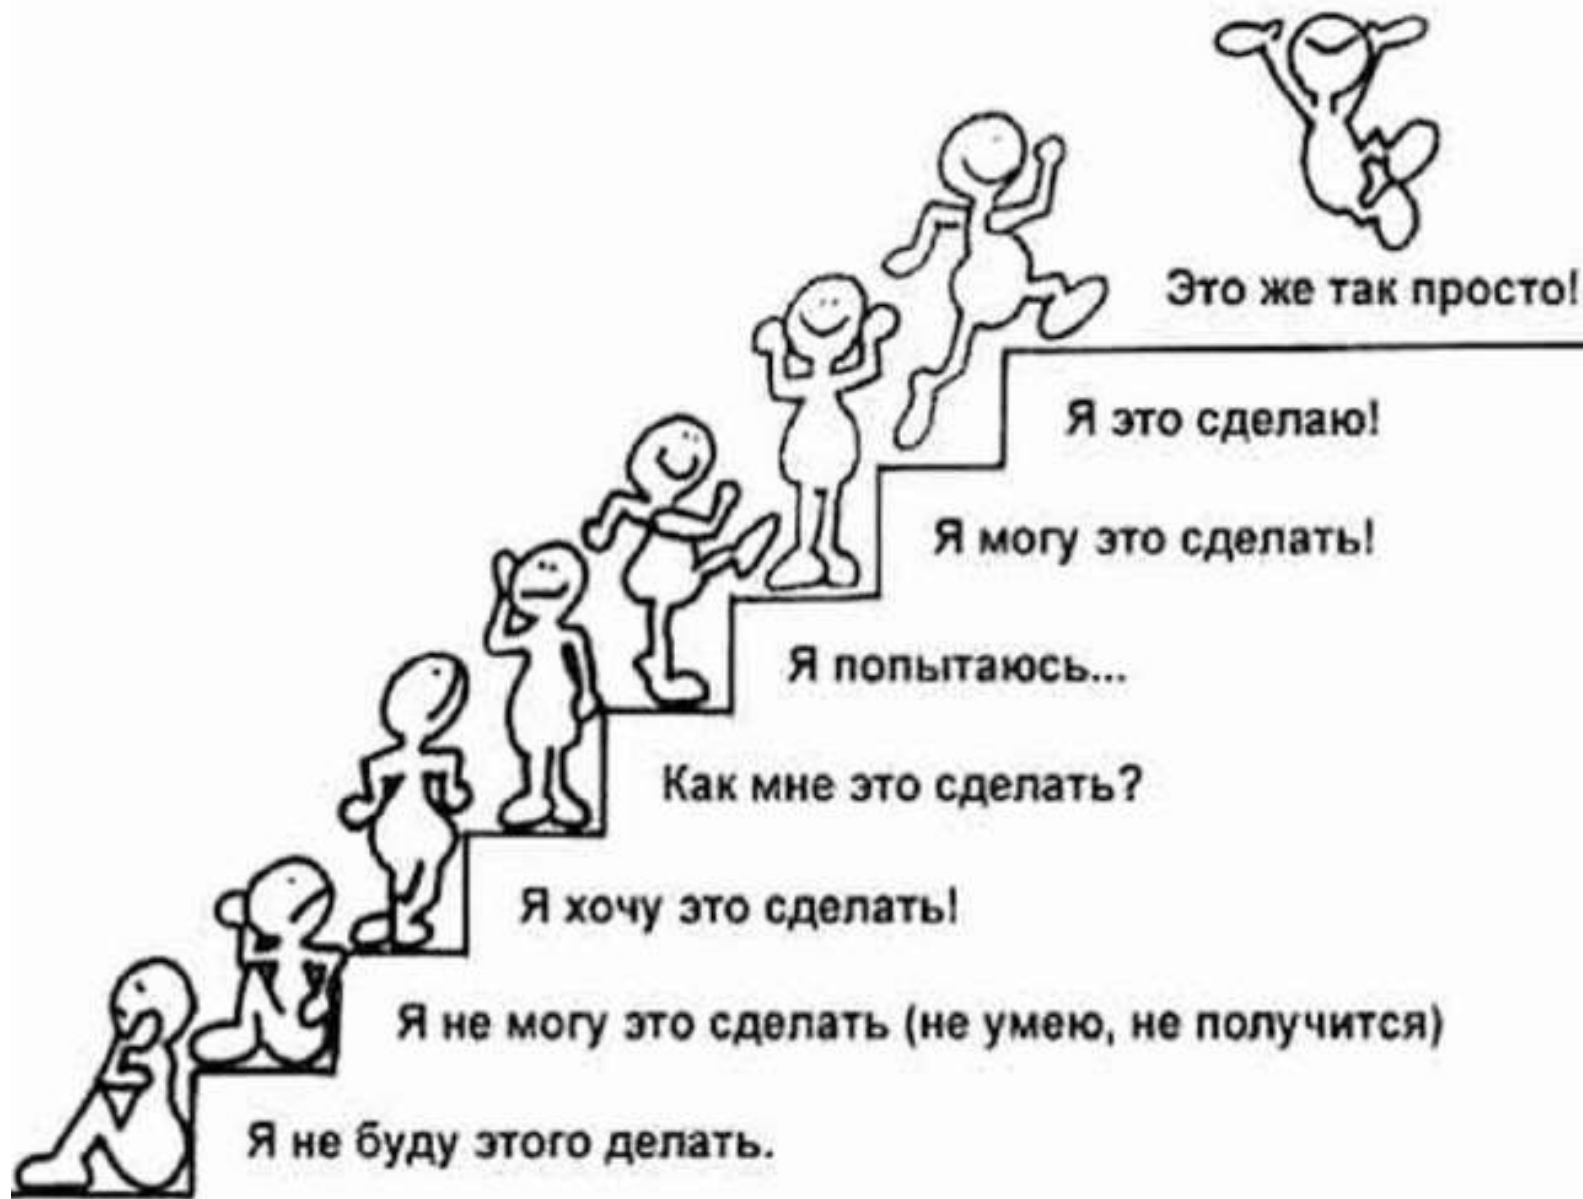 Это же так просто!
Я это сделаю!
Я могу это сделать!
Я попытаюсь...
Как мне это сделать?
Я хочу это сделать!
Я не могу это сделать (не умею, не получится)
Я не буду этого делать.